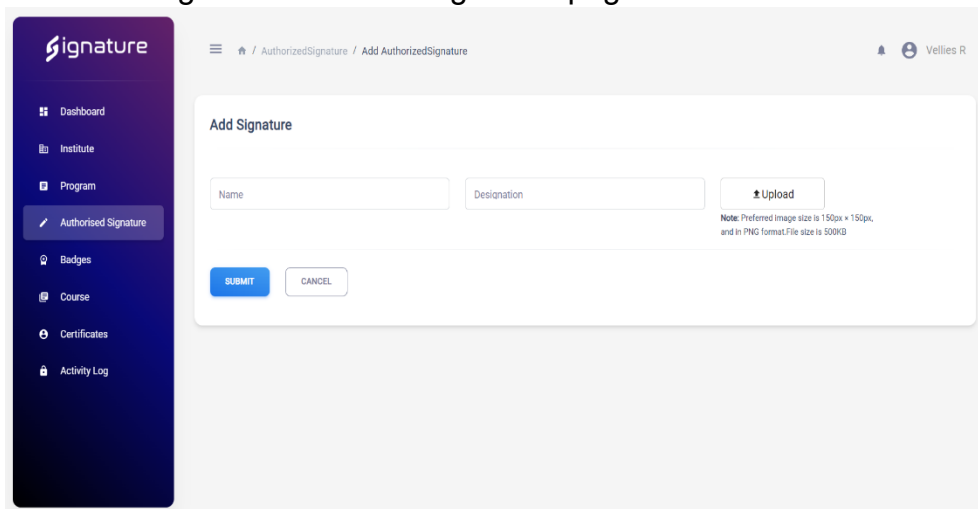 Signature
/ AuthorizedSignature / Add AuthorizedSignature
Vellies R
Dashboard
Institute
Program
Authorised Signature
Badges
Course
Certificates
Activity Log
Add Signature
Name
Designation
Upload
Note: Preferred Image size is 150px × 150px,
and in PNG format.File size is 500KB
SUBMIT
CANCEL